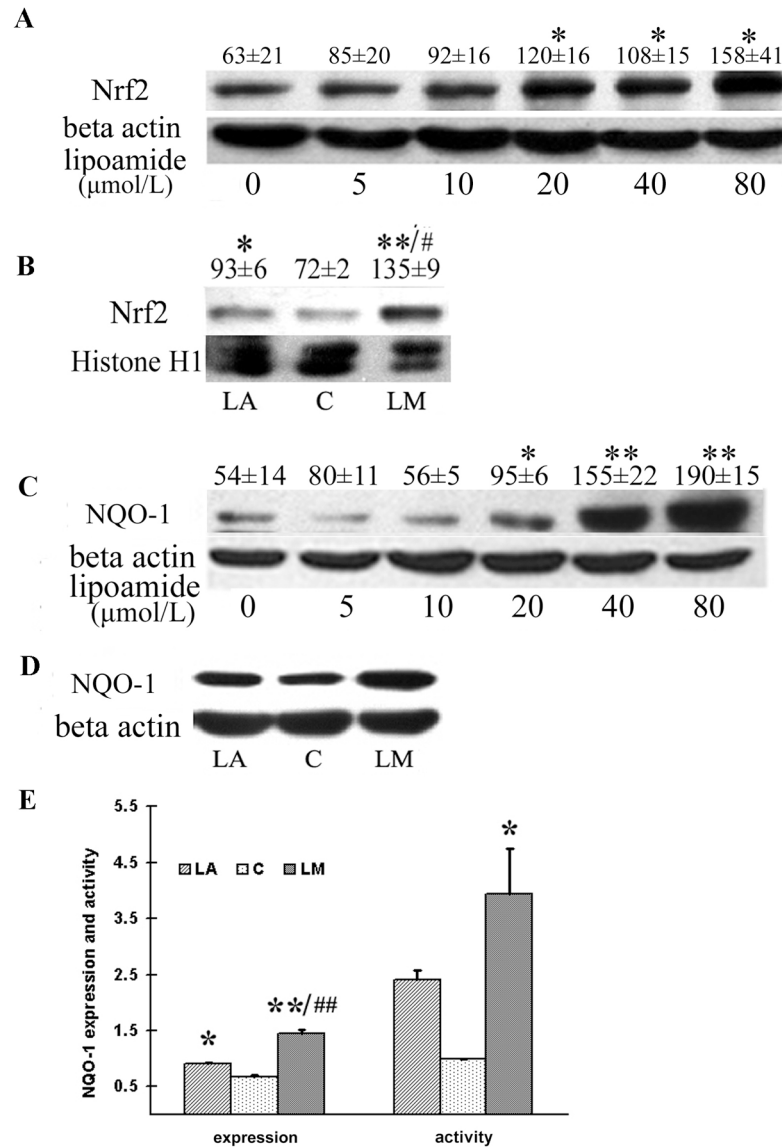 A
* * *
63±21 85±20 92±16 120±16 108±15 158±41
Nrf2
beta actin
lipoamide
(μmol/L) 0 5 10 20 40 80
B
* **/#
93±6 72±2 135±9
Nrf2
Histone H1
LA C LM
C
* ** **
54±14 80±11 56±5 95±6 155±22 190±15
NQO-1
beta actin
lipoamide
(μmol/L) 0 5 10 20 40 80
D
NQO-1
beta actin
LA C LM
E
NQO-1 expression and activity
5.5
4.5
3.5
2.5
1.5
0.5
LA C LM
*
* **/##
expression activity